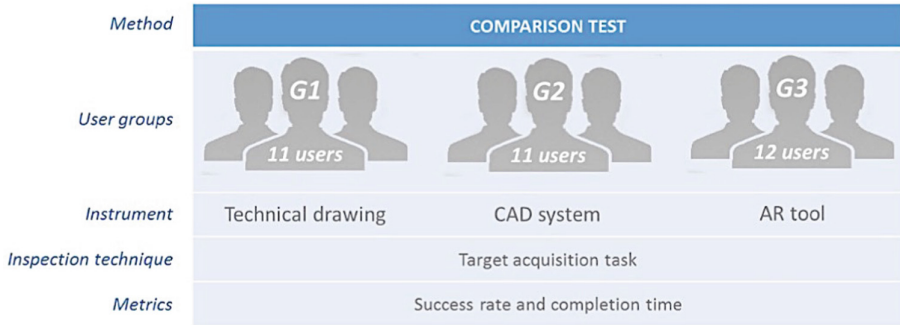 Method
COMPARISON TEST
User groups
G1
11 users
G2
11 users
G3
12 users
Instrument
Technical drawing
CAD system
AR tool
Inspection technique
Target acquisition task
Metrics
Success rate and completion time